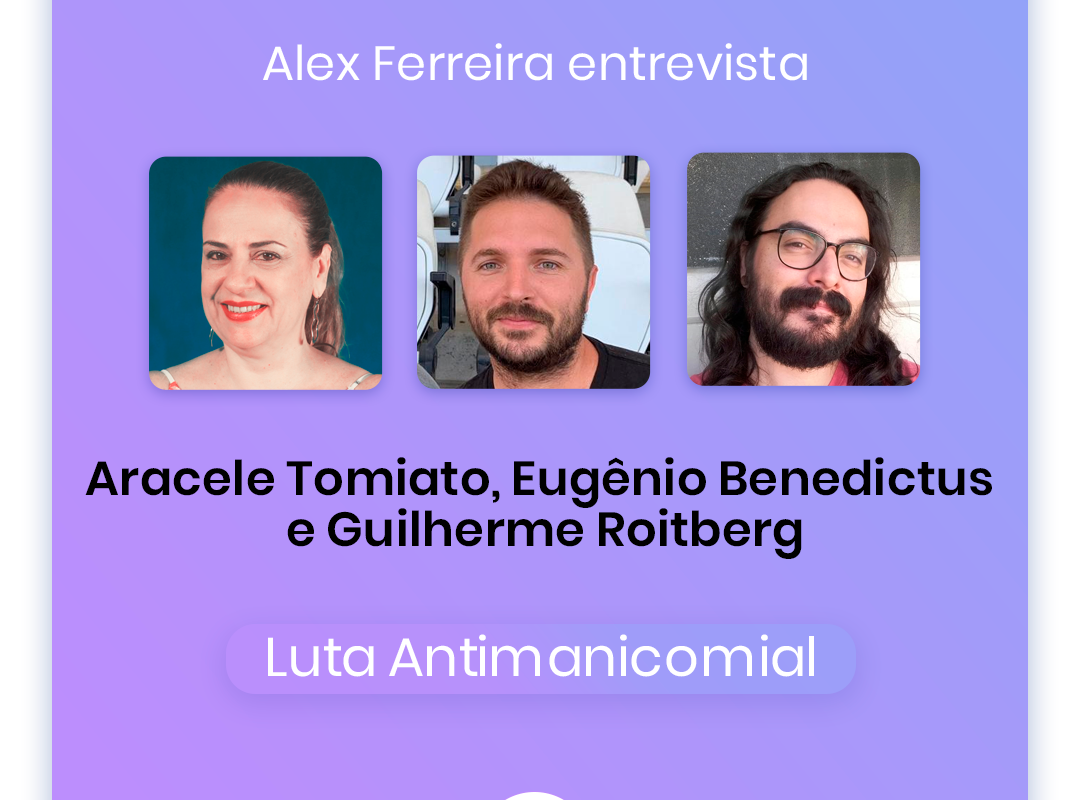 Alex Ferreira entrevista
Aracele Tomiato, Eugênio Benedictus
e Guilherme Roitberg
Luta Antimanicomial